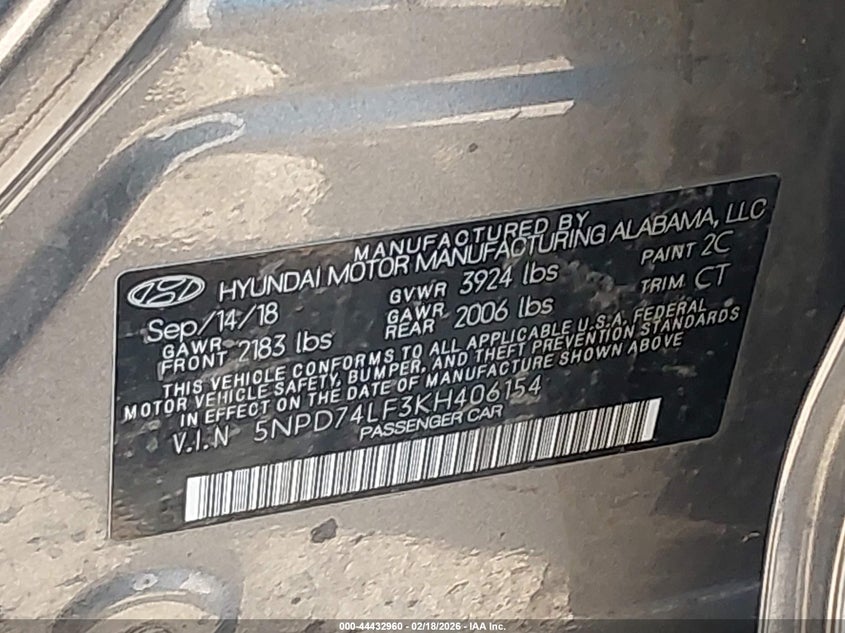 MANUFACTURED BY
HYUNDAI MOTOR MANUFACTURING ALABAMA, LLC
Sep/14/18 GVWR 3924 lbs PAINT 2C
GAWR FRONT 2183 lbs GAWR REAR 2006 lbs TRIM CT
THIS VEHICLE CONFORMS TO ALL APPLICABLE U.S.A. FEDERAL
MOTOR VEHICLE SAFETY, BUMPER, AND THEFT PREVENTION STANDARDS
IN EFFECT ON THE DATE OF MANUFACTURE SHOWN ABOVE
V.I.N 5NPD74LF3KH406154
PASSENGER CAR
000-44432960 - 02/18/2026 - IAA Inc.